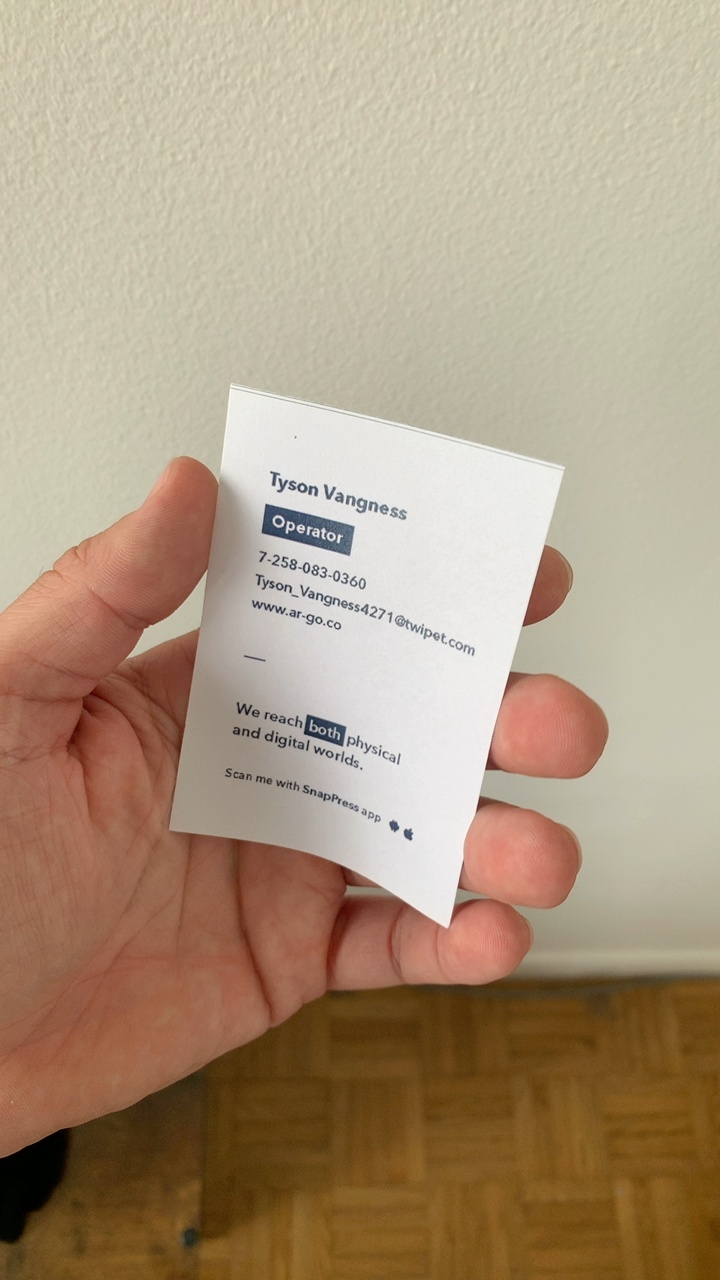 Tyson Vangness
Operator
7-258-083-0360
Tyson_Vangness4271@twipet.com
www.ar-go.co
We reach both physical
and digital worlds.
Scan me with SnapPress app